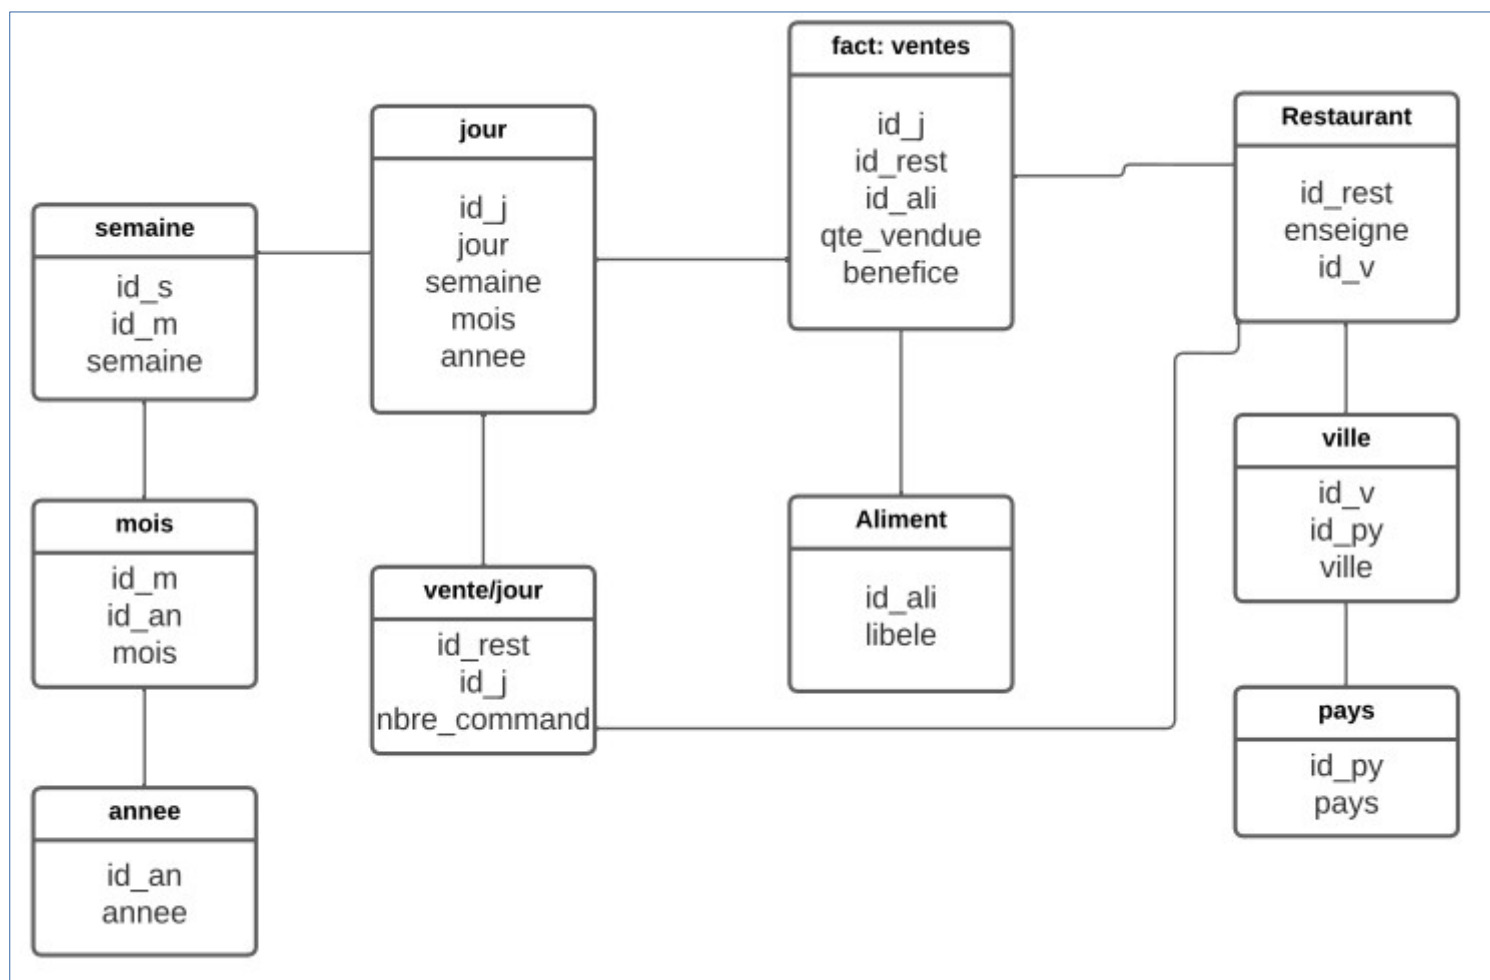 fact: ventes
id_j
id_rest
id_ali
qte_vendue
benefice
jour
id_j
jour
semaine
mois
annee
Restaurant
id_rest
enseigne
id_v
semaine
id_s
id_m
semaine
mois
id_m
id_an
mois
vente/jour
id_rest
id_j
nbre_command
Aliment
id_ali
libele
ville
id_v
id_py
ville
pays
id_py
pays
annee
id_an
annee